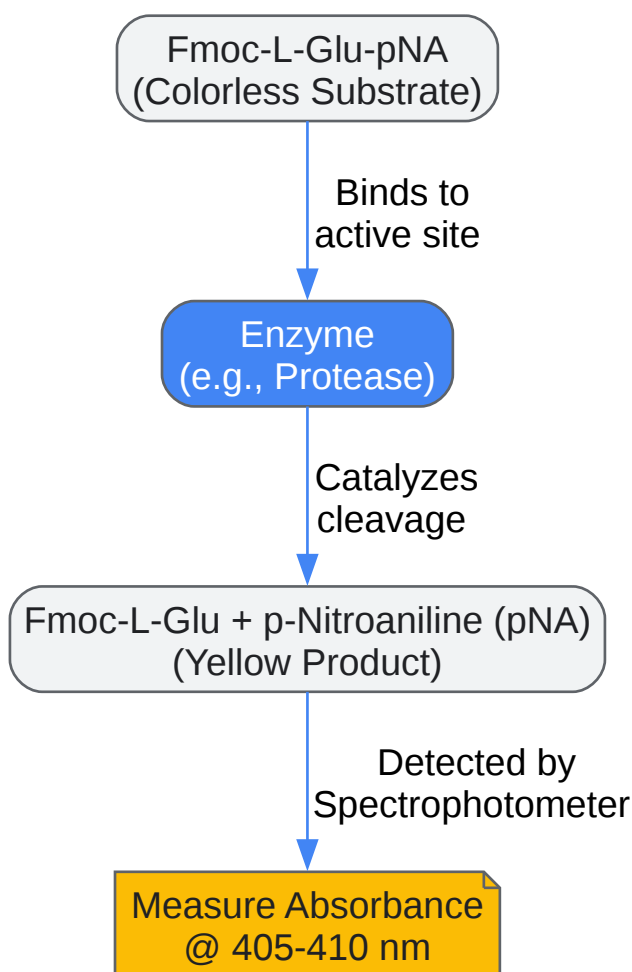 Fmoc-L-Glu-pNA
(Colorless Substrate)
Binds to
active site
Enzyme
(e.g., Protease)
Catalyzes
cleavage
Fmoc-L-Glu + p-Nitroaniline (pNA)
(Yellow Product)
Detected by
Spectrophotometer
Measure Absorbance
@ 405-410 nm